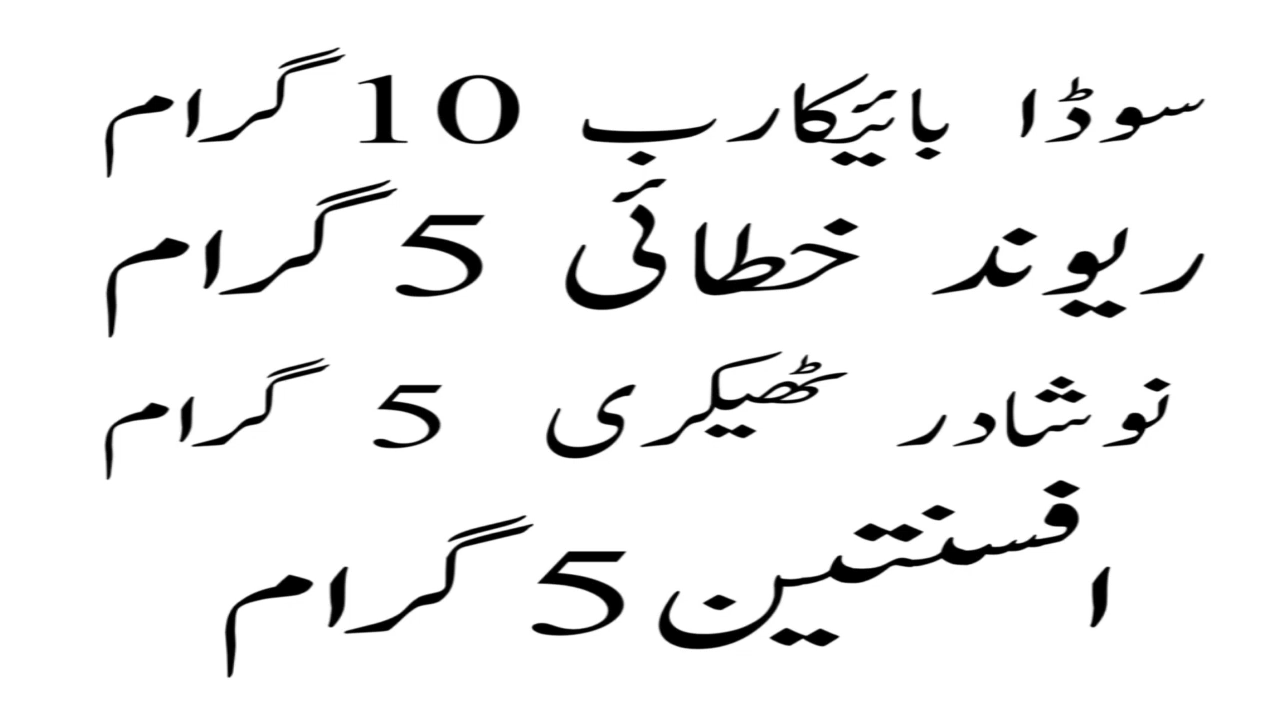 سوڈا بائیکارب 10 گرام
ریوند خطائی 5 گرام
نوشادر ٹھیکری 5 گرام
افسنتین 5 گرام